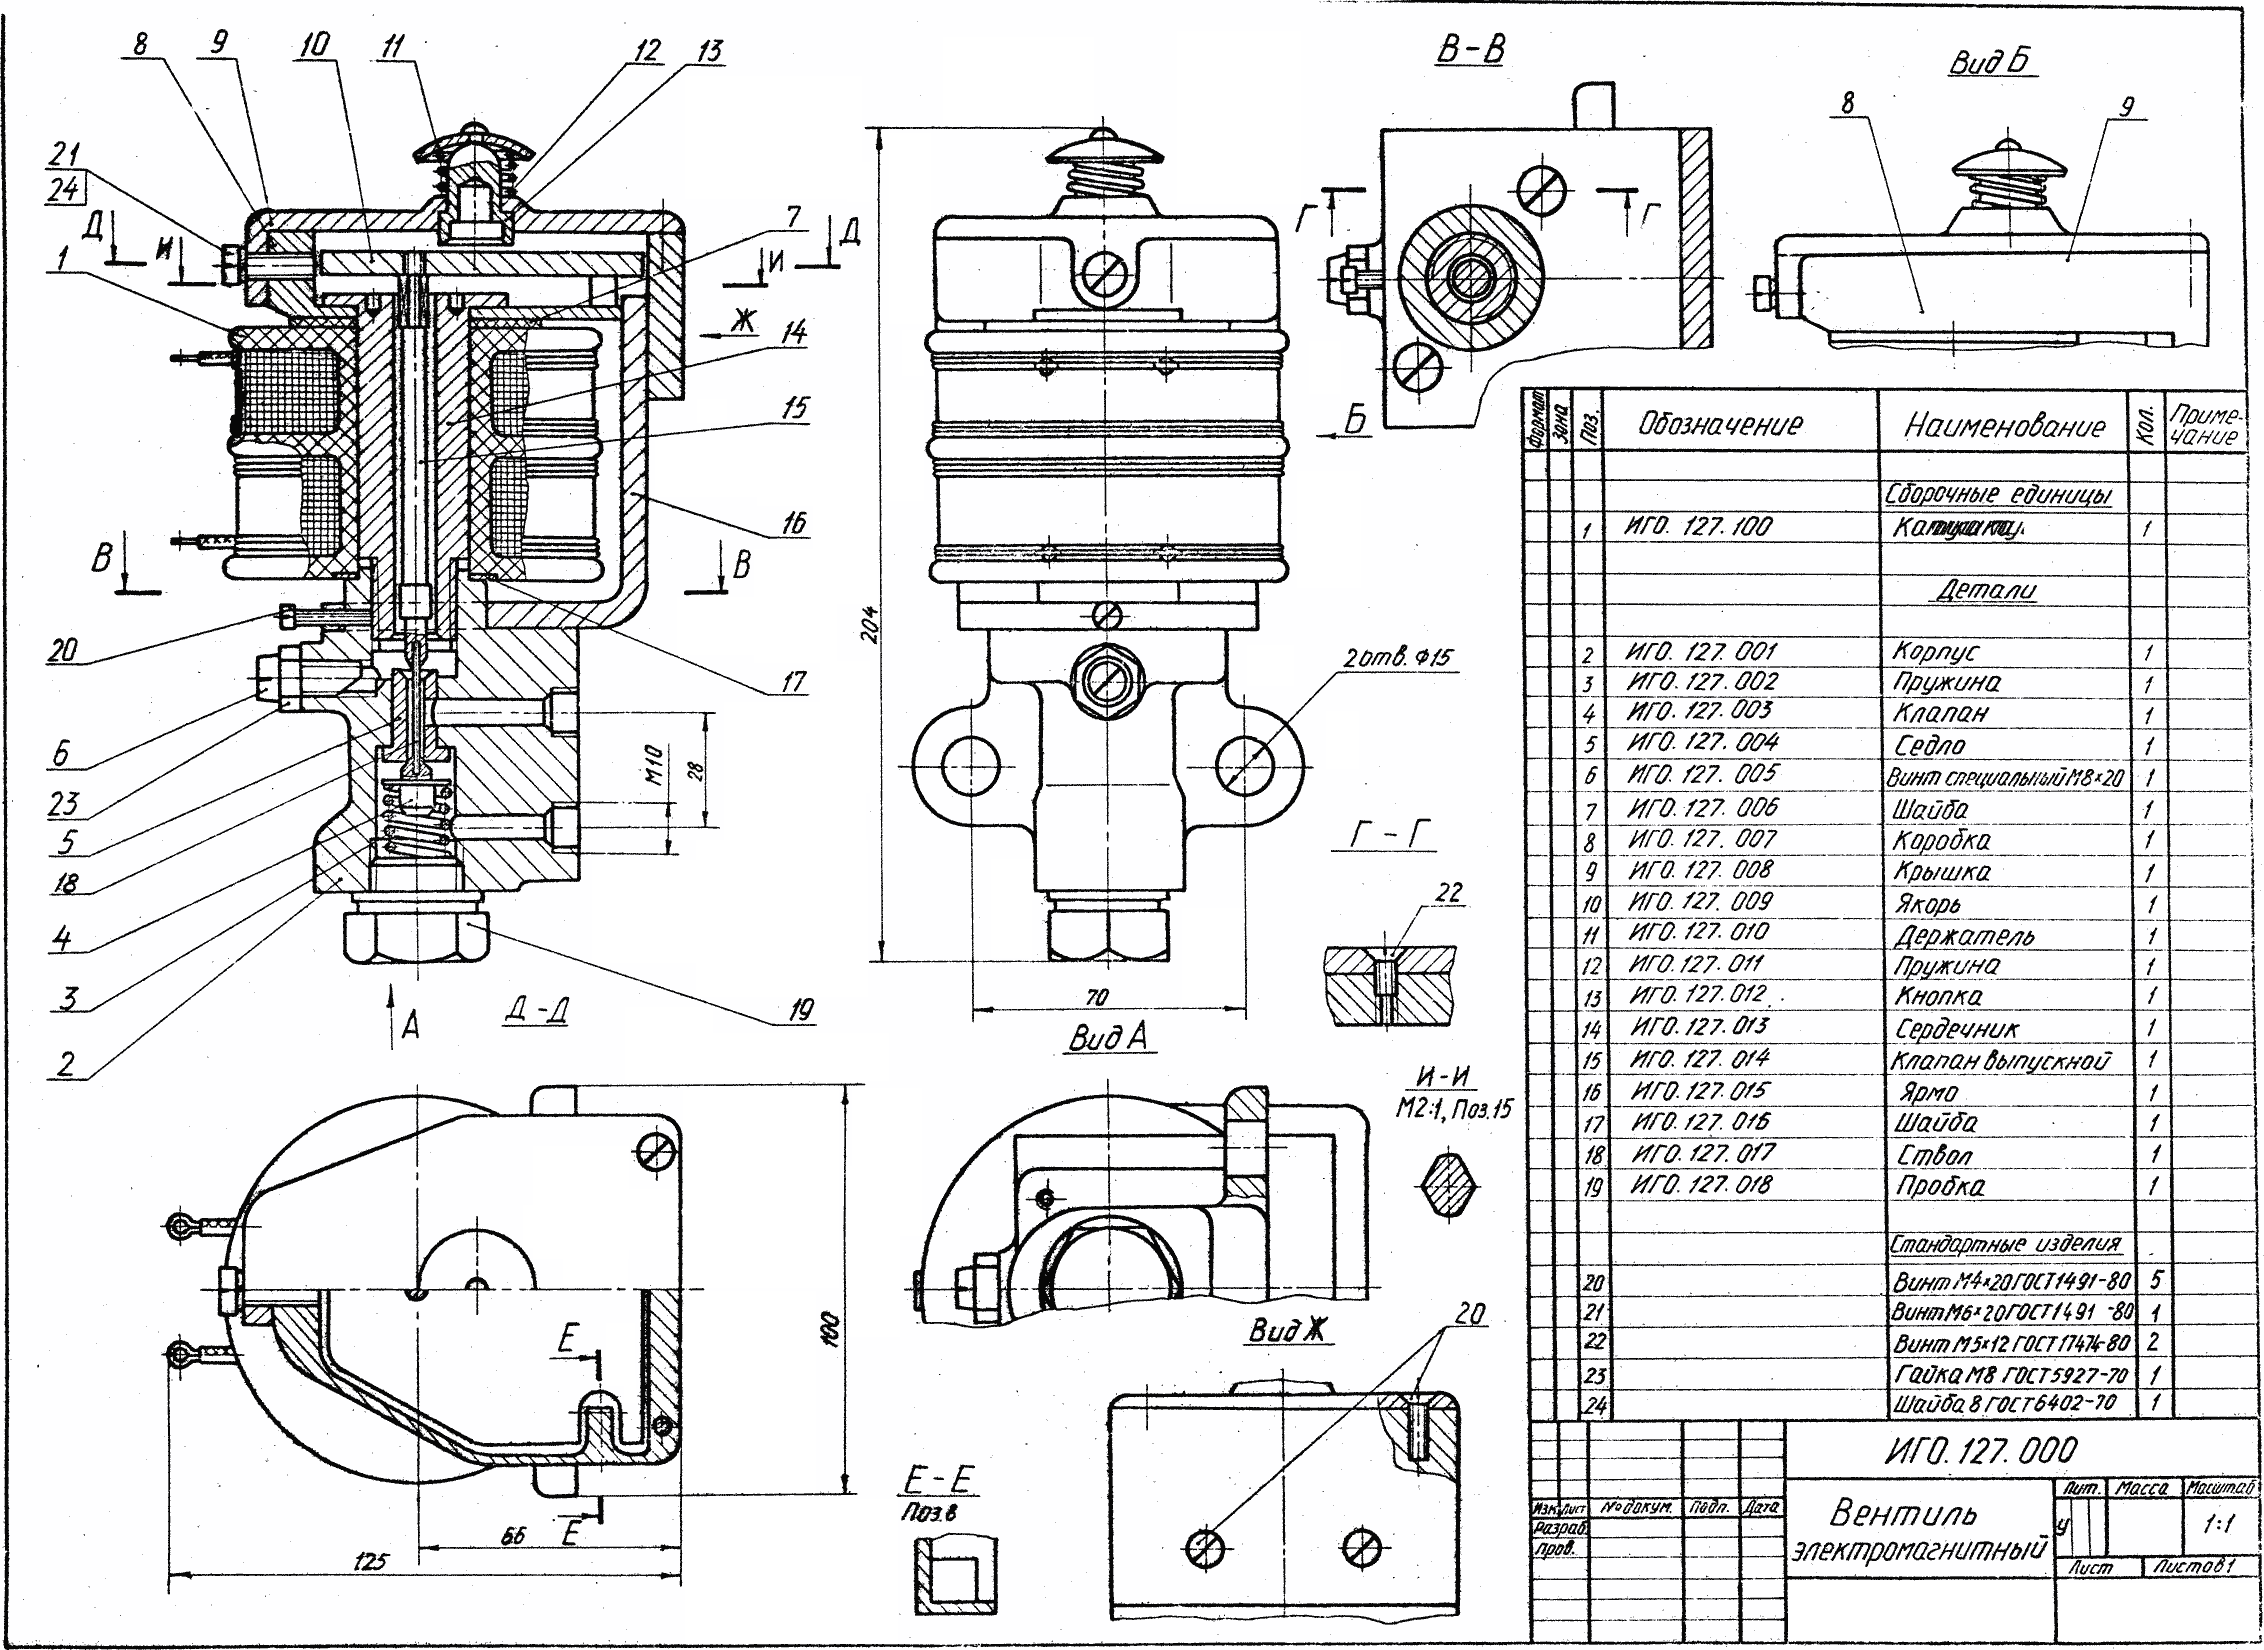 8
9
10
11
12
13
21
24
Д
И
1
7
Д
И
Ж
14
15
16
В
В
20
17
6
23
5
18
4
3
2
М10
28
19
А
204
2 отв. Ф15
70
В-В
Г
Г
Б
Вид Б
8
9
Г-Г
22
Д-Д
100
Е
Е
66
125
Вид А
И-И
М2:1, Поз.15
Вид Ж
20
Е-Е
Поз.8
Формат Зона Поз. Обозначение Наименование Кол. Приме-
чание
Сборочные единицы
1 ИГО. 127. 100 1
Детали
2 ИГО. 127. 001 Корпус 1
3 ИГО. 127. 002 Пружина 1
4 ИГО. 127. 003 Клапан 1
5 ИГО. 127. 004 Седло 1
6 ИГО. 127. 005 Винт специальный М8×20 1
7 ИГО. 127. 006 Шайба 1
8 ИГО. 127. 007 Коробка 1
9 ИГО. 127. 008 Крышка 1
10 ИГО. 127. 009 Якорь 1
11 ИГО. 127. 010 Держатель 1
12 ИГО. 127. 011 Пружина 1
13 ИГО. 127. 012 Кнопка 1
14 ИГО. 127. 013 Сердечник 1
15 ИГО. 127. 014 Клапан выпускной 1
16 ИГО. 127. 015 Ярмо 1
17 ИГО. 127. 016 Шайба 1
18 ИГО. 127. 017 Ствол 1
19 ИГО. 127. 018 Пробка 1
Стандартные изделия
20 Винт М4×20 ГОСТ 1491-80 5
21 Винт М6×20 ГОСТ 1491-80 1
22 Винт М5×12 ГОСТ 17474-80 2
23 Гайка М8 ГОСТ 5927-70 1
24 Шайба 8 ГОСТ 6402-70 1
ИГО. 127. 000
Изм. Лист № докум. Подп. Дата
Разраб.
Пров.
Вентиль
электромагнитный
Лит. Масса Масштаб
У 1:1
Лист Листов 1